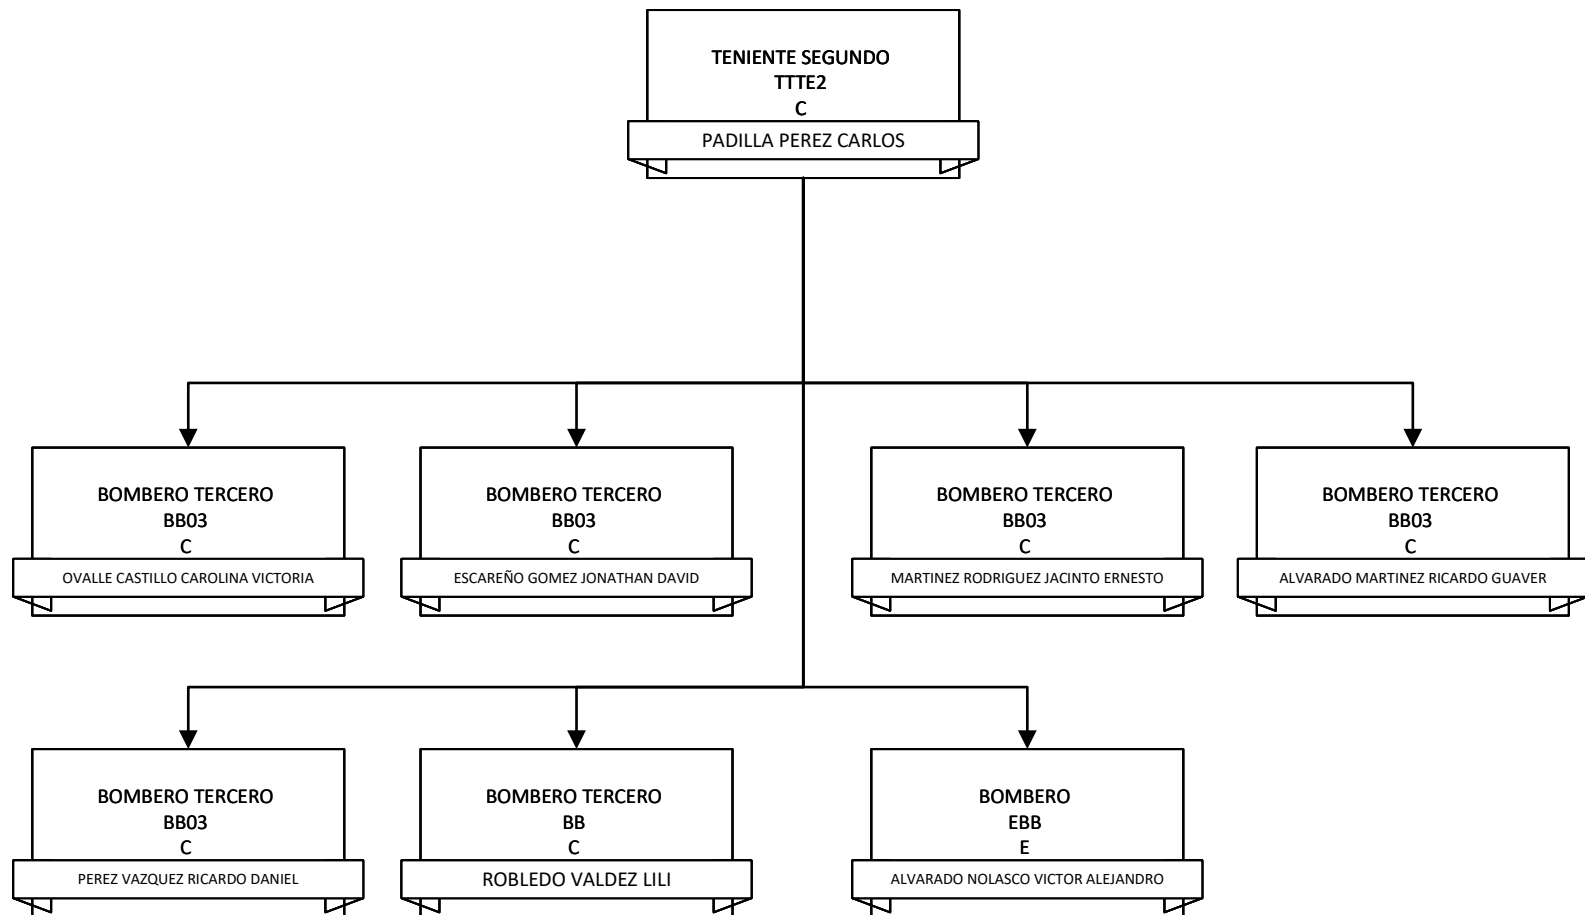 TENIENTE SEGUNDO
TTTE2
C
PADILLA PEREZ CARLOS
BOMBERO TERCERO
BB03
C
OVALLE CASTILLO CAROLINA VICTORIA
BOMBERO TERCERO
BB03
C
ESCAREÑO GOMEZ JONATHAN DAVID
BOMBERO TERCERO
BB03
C
MARTINEZ RODRIGUEZ JACINTO ERNESTO
BOMBERO TERCERO
BB03
C
ALVARADO MARTINEZ RICARDO GUAVER
BOMBERO TERCERO
BB03
C
PEREZ VAZQUEZ RICARDO DANIEL
BOMBERO TERCERO
BB
C
ROBLEDO VALDEZ LILI
BOMBERO
EBB
E
ALVARADO NOLASCO VICTOR ALEJANDRO